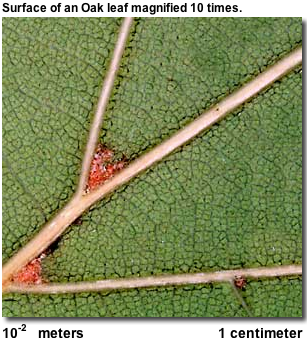 Surface of an Oak leaf magnified 10 times.
10⁻² meters 1 centimeter